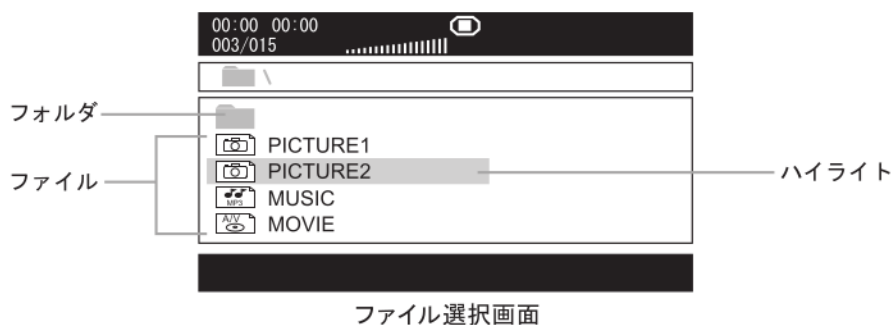 00:00 00:00
003/015
\
フォルダ
PICTURE1
PICTURE2
ファイル
ハイライト
MP3
MUSIC
A/V
MOVIE
ファイル選択画面